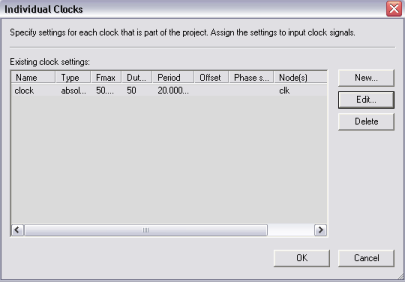 Individual Clocks
Specify settings for each clock that is part of the project. Assign the settings to input clock signals.
Existing clock settings:
Name Type Fmax Dut... Period Offset Phase s... Node(s)
clock absol... 50.... 50 20.000... clk
New...
Edit...
Delete
OK Cancel